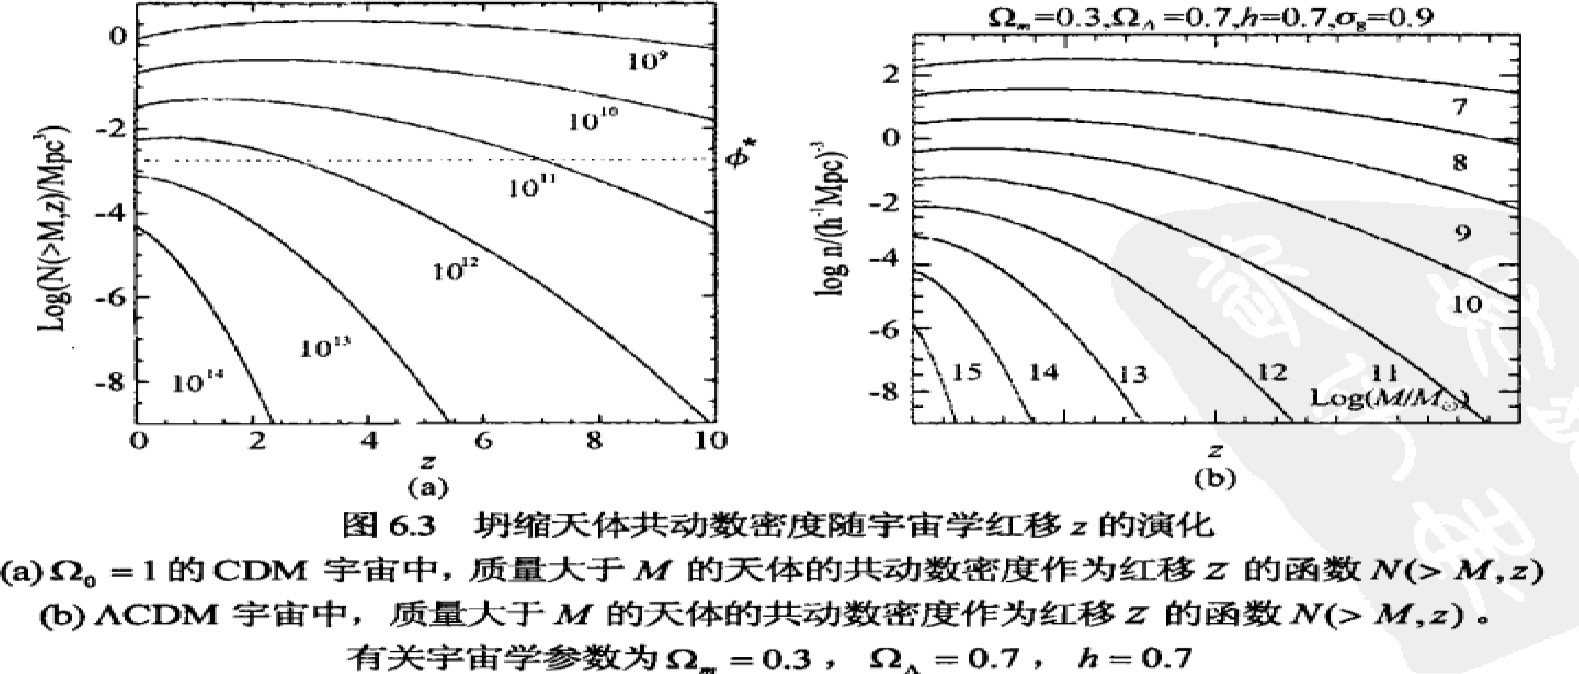 Ωₘ=0.3,Ω_Λ=0.7,h=0.7,σ₈=0.9
Log(N(>M,z)/Mpc³)
0
-2
-4
-6
-8
10⁹
10¹⁰
10¹¹
10¹²
10¹³
10¹⁴
ϕ*
0 2 4 6 8 10
z
(a)
log n/(h⁻¹Mpc)⁻³
2
0
-2
-4
-6
-8
7
8
9
10
15 14 13 12 11
Log(M/M☉)
z
(b)
图 6.3 坍缩天体共动数密度随宇宙学红移 z 的演化
(a) Ω₀ = 1 的 CDM 宇宙中, 质量大于 M 的天体的共动数密度作为红移 z 的函数 N(> M,z)
(b) ΛCDM 宇宙中, 质量大于 M 的天体的共动数密度作为红移 z 的函数 N(> M,z) 。
有关宇宙学参数为 Ωₘ = 0.3 , Ω_Λ = 0.7 , h = 0.7